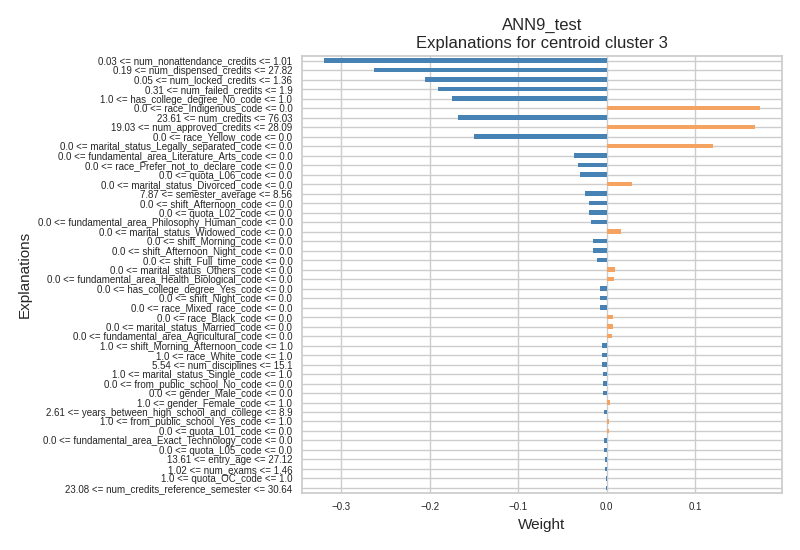 ANN9_test
Explanations for centroid cluster 3
0.03 <= num_nonattendance_credits <= 1.01
0.19 <= num_dispensed_credits <= 27.82
0.05 <= num_locked_credits <= 1.36
0.31 <= num_failed_credits <= 1.9
1.0 <= has_college_degree_No_code <= 1.0
0.0 <= race_Indigenous_code <= 0.0
23.61 <= num_credits <= 76.03
19.03 <= num_approved_credits <= 28.09
0.0 <= race_Yellow_code <= 0.0
0.0 <= marital_status_Legally_separated_code <= 0.0
0.0 <= fundamental_area_Literature_Arts_code <= 0.0
0.0 <= race_Prefer_not_to_declare_code <= 0.0
0.0 <= quota_L06_code <= 0.0
0.0 <= marital_status_Divorced_code <= 0.0
7.87 <= semester_average <= 8.56
0.0 <= shift_Afternoon_code <= 0.0
0.0 <= quota_L02_code <= 0.0
0.0 <= fundamental_area_Philosophy_Human_code <= 0.0
0.0 <= marital_status_Widowed_code <= 0.0
0.0 <= shift_Morning_code <= 0.0
0.0 <= shift_Afternoon_Night_code <= 0.0
0.0 <= shift_Full_time_code <= 0.0
0.0 <= marital_status_Others_code <= 0.0
0.0 <= fundamental_area_Health_Biological_code <= 0.0
0.0 <= has_college_degree_Yes_code <= 0.0
0.0 <= shift_Night_code <= 0.0
0.0 <= race_Mixed_race_code <= 0.0
0.0 <= race_Black_code <= 0.0
0.0 <= marital_status_Married_code <= 0.0
0.0 <= fundamental_area_Agricultural_code <= 0.0
1.0 <= shift_Morning_Afternoon_code <= 1.0
1.0 <= race_White_code <= 1.0
5.54 <= num_disciplines <= 15.1
1.0 <= marital_status_Single_code <= 1.0
0.0 <= from_public_school_No_code <= 0.0
0.0 <= gender_Male_code <= 0.0
1.0 <= gender_Female_code <= 1.0
2.61 <= years_between_high_school_and_college <= 8.9
1.0 <= from_public_school_Yes_code <= 1.0
0.0 <= quota_L01_code <= 0.0
0.0 <= fundamental_area_Exact_Technology_code <= 0.0
0.0 <= quota_L05_code <= 0.0
13.61 <= entry_age <= 27.12
1.02 <= num_exams <= 1.46
1.0 <= quota_OC_code <= 1.0
23.08 <= num_credits_reference_semester <= 30.64
Explanations
−0.3 −0.2 −0.1 0.0 0.1
Weight